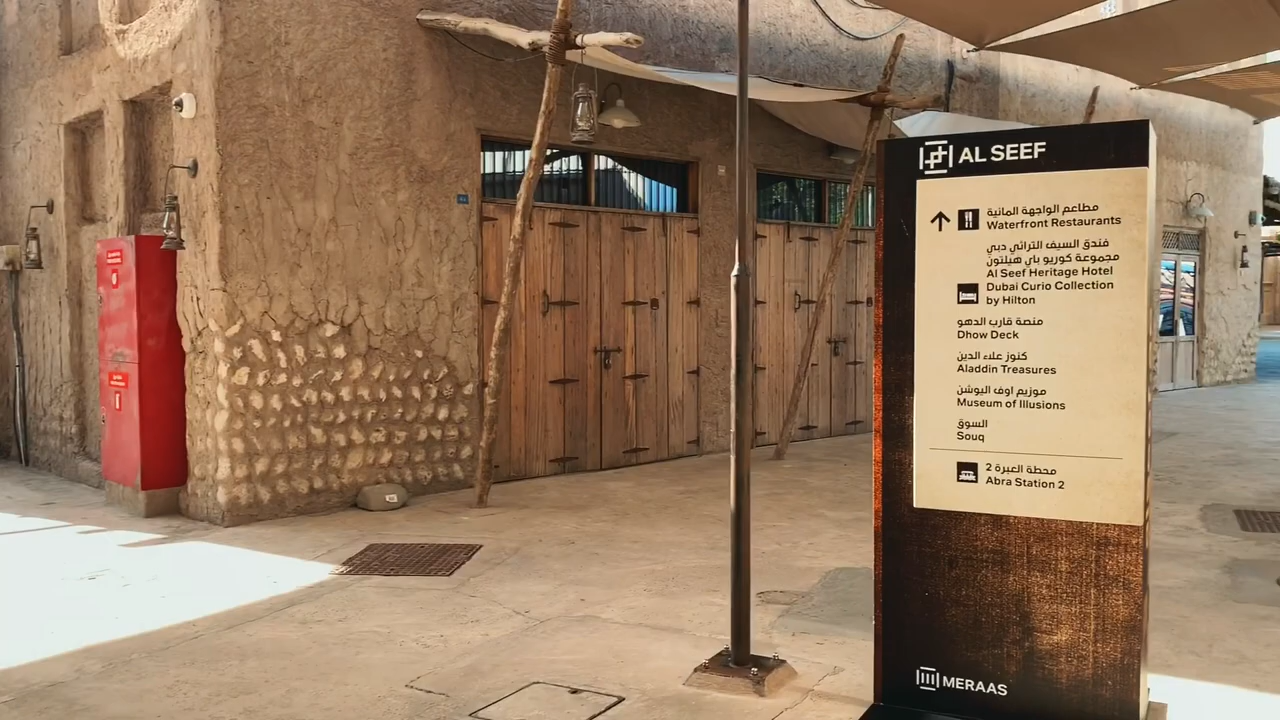 AL SEEF
مطاعم الواجهة المائية
Waterfront Restaurants
فندق السيف التراثي دبي
مجموعة كوريو باي هيلتون
Al Seef Heritage Hotel
Dubai Curio Collection
by Hilton
منصة قارب الدهو
Dhow Deck
كنوز علاء الدين
Aladdin Treasures
موزيم اوف اليوشن
Museum of Illusions
السوق
Souq
محطة العبرة 2
Abra Station 2
MERAAS